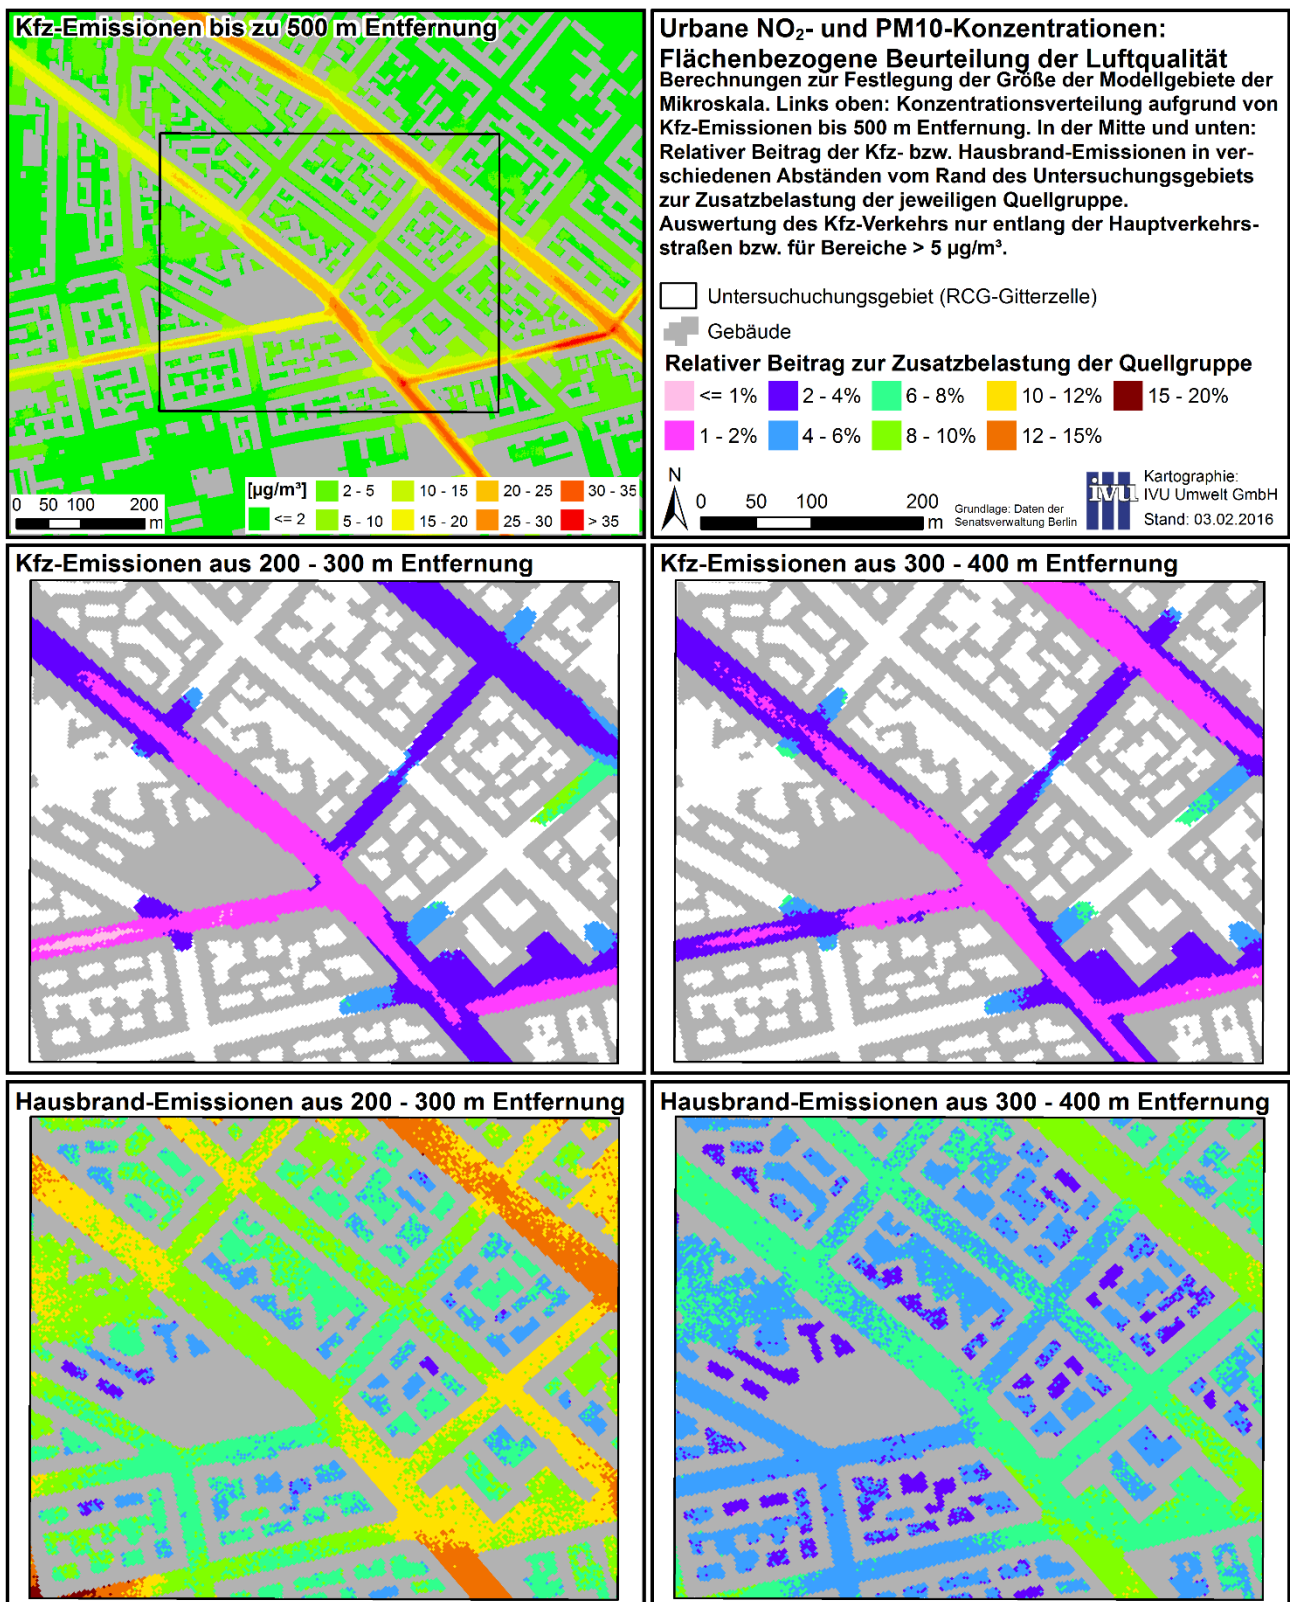 Kfz-Emissionen bis zu 500 m Entfernung
0 50 100 200
m
[µg/m³] 2 - 5 10 - 15 20 - 25 30 - 35
<= 2 5 - 10 15 - 20 25 - 30 > 35
Urbane NO₂- und PM10-Konzentrationen:
Flächenbezogene Beurteilung der Luftqualität
Berechnungen zur Festlegung der Größe der Modellgebiete der
Mikroskala. Links oben: Konzentrationsverteilung aufgrund von
Kfz-Emissionen bis 500 m Entfernung. In der Mitte und unten:
Relativer Beitrag der Kfz- bzw. Hausbrand-Emissionen in ver-
schiedenen Abständen vom Rand des Untersuchungsgebiets
zur Zusatzbelastung der jeweiligen Quellgruppe.
Auswertung des Kfz-Verkehrs nur entlang der Hauptverkehrs-
straßen bzw. für Bereiche > 5 µg/m³.
Untersuchuchungsgebiet (RCG-Gitterzelle)
Gebäude
Relativer Beitrag zur Zusatzbelastung der Quellgruppe
<= 1% 2 - 4% 6 - 8% 10 - 12% 15 - 20%
1 - 2% 4 - 6% 8 - 10% 12 - 15%
N
0 50 100 200
m
Grundlage: Daten der
Senatsverwaltung Berlin
ivu
Kartographie:
IVU Umwelt GmbH
Stand: 03.02.2016
Kfz-Emissionen aus 200 - 300 m Entfernung
Kfz-Emissionen aus 300 - 400 m Entfernung
Hausbrand-Emissionen aus 200 - 300 m Entfernung
Hausbrand-Emissionen aus 300 - 400 m Entfernung